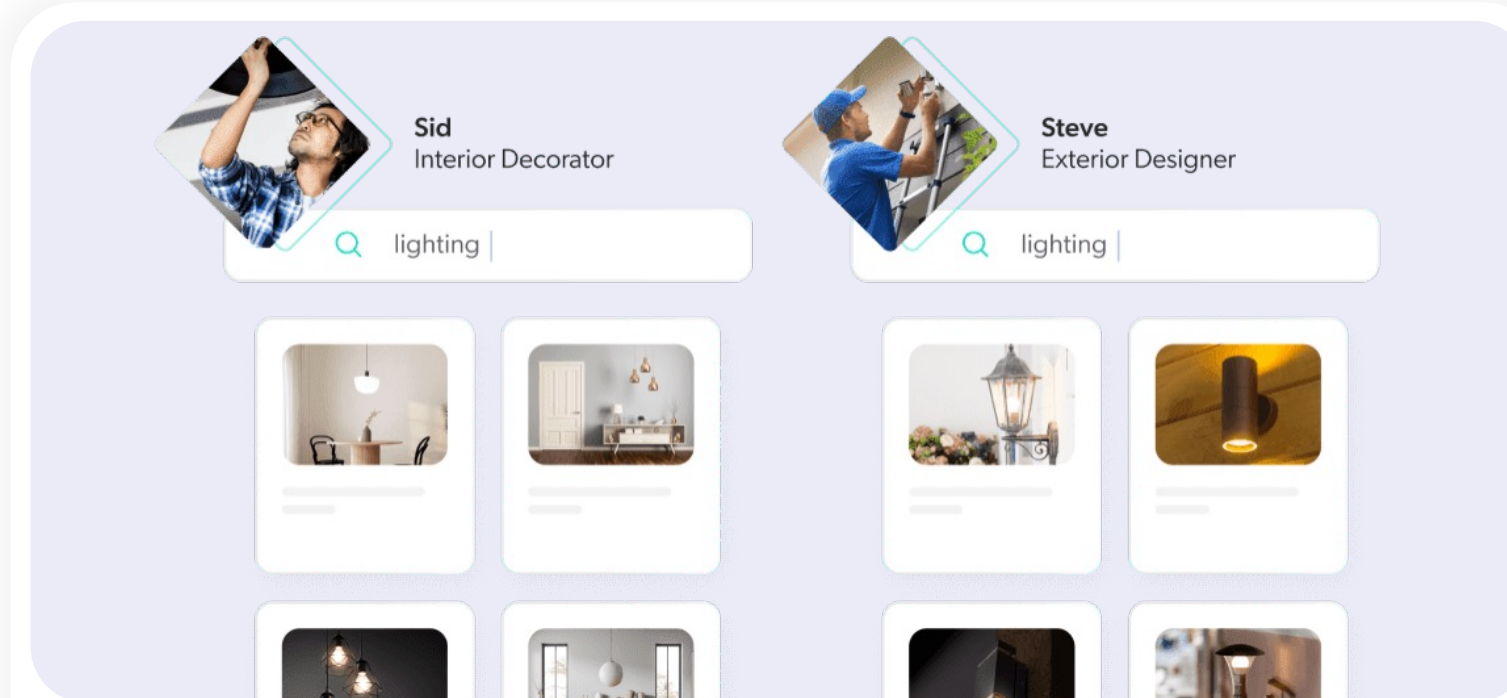 Sid
Interior Decorator
lighting
Steve
Exterior Designer
lighting